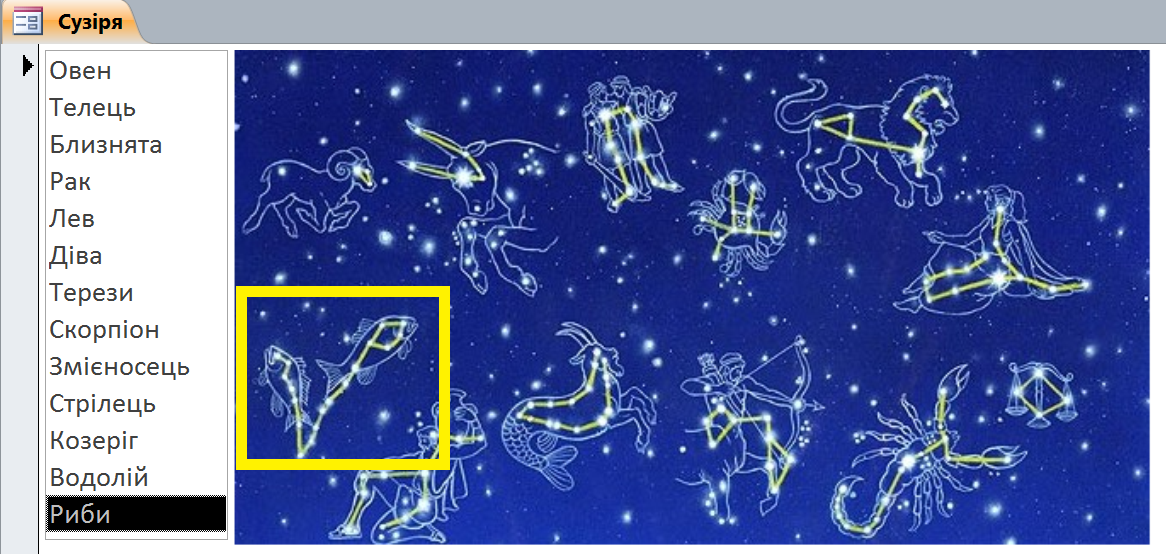 Сузіря
Овен
Телець
Близнята
Рак
Лев
Діва
Терези
Скорпіон
Змієносець
Стрілець
Козеріг
Водолій
Риби